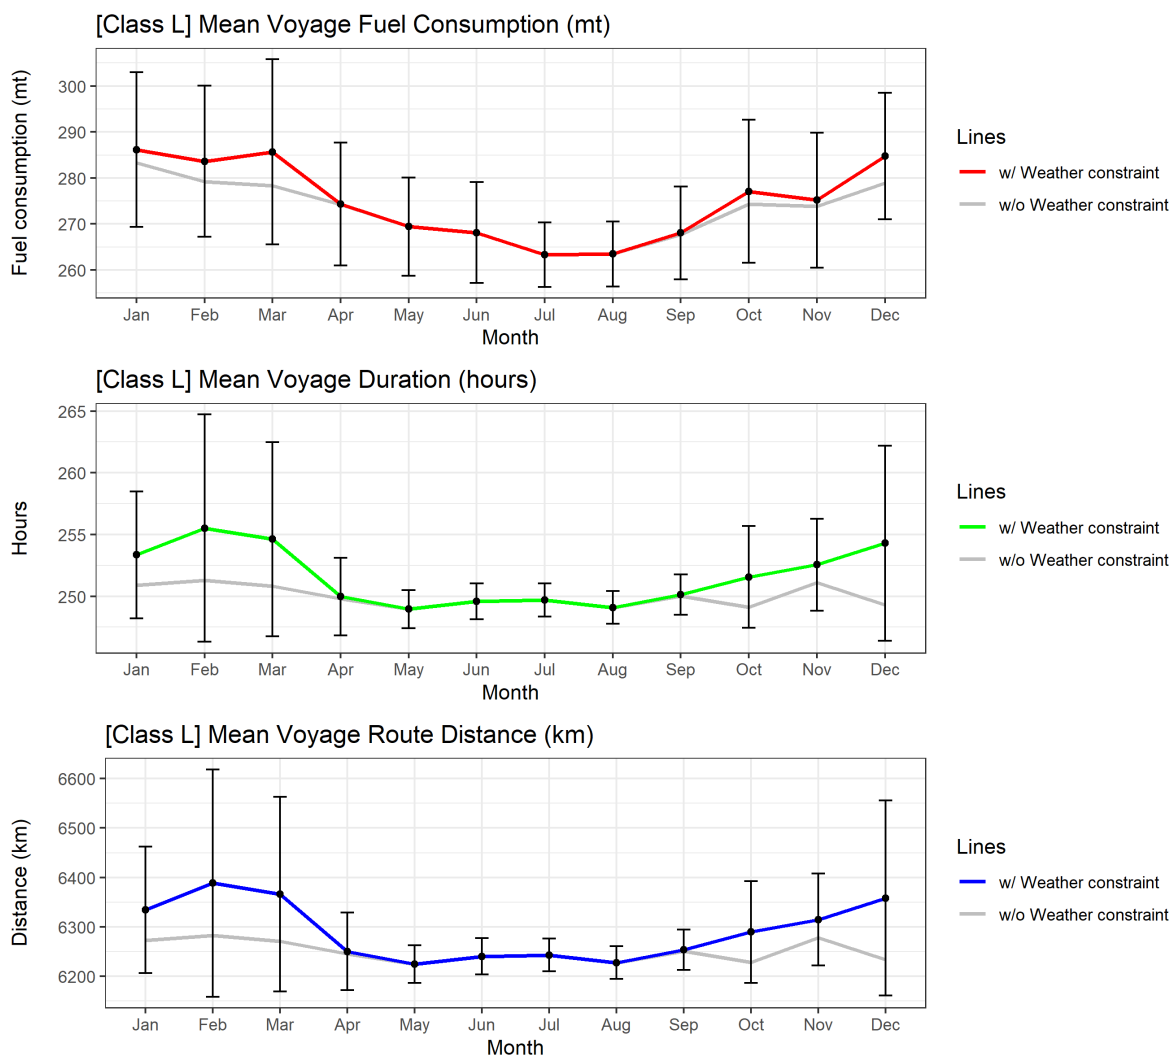 [Class L] Mean Voyage Fuel Consumption (mt)
Fuel consumption (mt)
300
290
280
270
260
Jan Feb Mar Apr May Jun Jul Aug Sep Oct Nov Dec
Month
Lines
w/ Weather constraint
w/o Weather constraint
[Class L] Mean Voyage Duration (hours)
Hours
265
260
255
250
Jan Feb Mar Apr May Jun Jul Aug Sep Oct Nov Dec
Month
Lines
w/ Weather constraint
w/o Weather constraint
[Class L] Mean Voyage Route Distance (km)
Distance (km)
6600
6500
6400
6300
6200
Jan Feb Mar Apr May Jun Jul Aug Sep Oct Nov Dec
Month
Lines
w/ Weather constraint
w/o Weather constraint